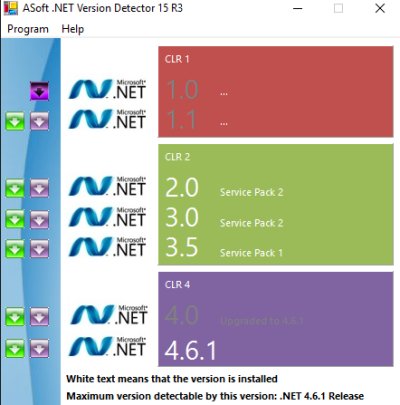 ASoft .NET Version Detector 15 R3
Program Help
CLR 1
Microsoft®
.NET
1.0 ...
Microsoft®
.NET
1.1 ...
CLR 2
Microsoft®
.NET
2.0 Service Pack 2
Microsoft®
.NET
3.0 Service Pack 2
Microsoft®
.NET
3.5 Service Pack 1
CLR 4
Microsoft®
.NET
4.0 Upgraded to 4.6.1
Microsoft®
.NET
4.6.1
White text means that the version is installed
Maximum version detectable by this version: .NET 4.6.1 Release